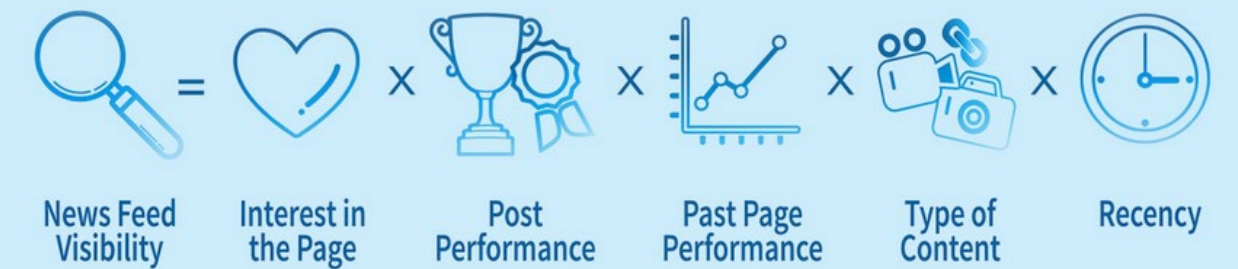 = X X X X
News Feed
Visibility
Interest in
the Page
Post
Performance
Past Page
Performance
Type of
Content
Recency